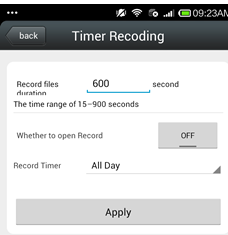 ••• 09:23AM
back Timer Recoding
Record files duration 600 second
The time range of 15~900 seconds
Whether to open Record OFF
Record Timer All Day
Apply